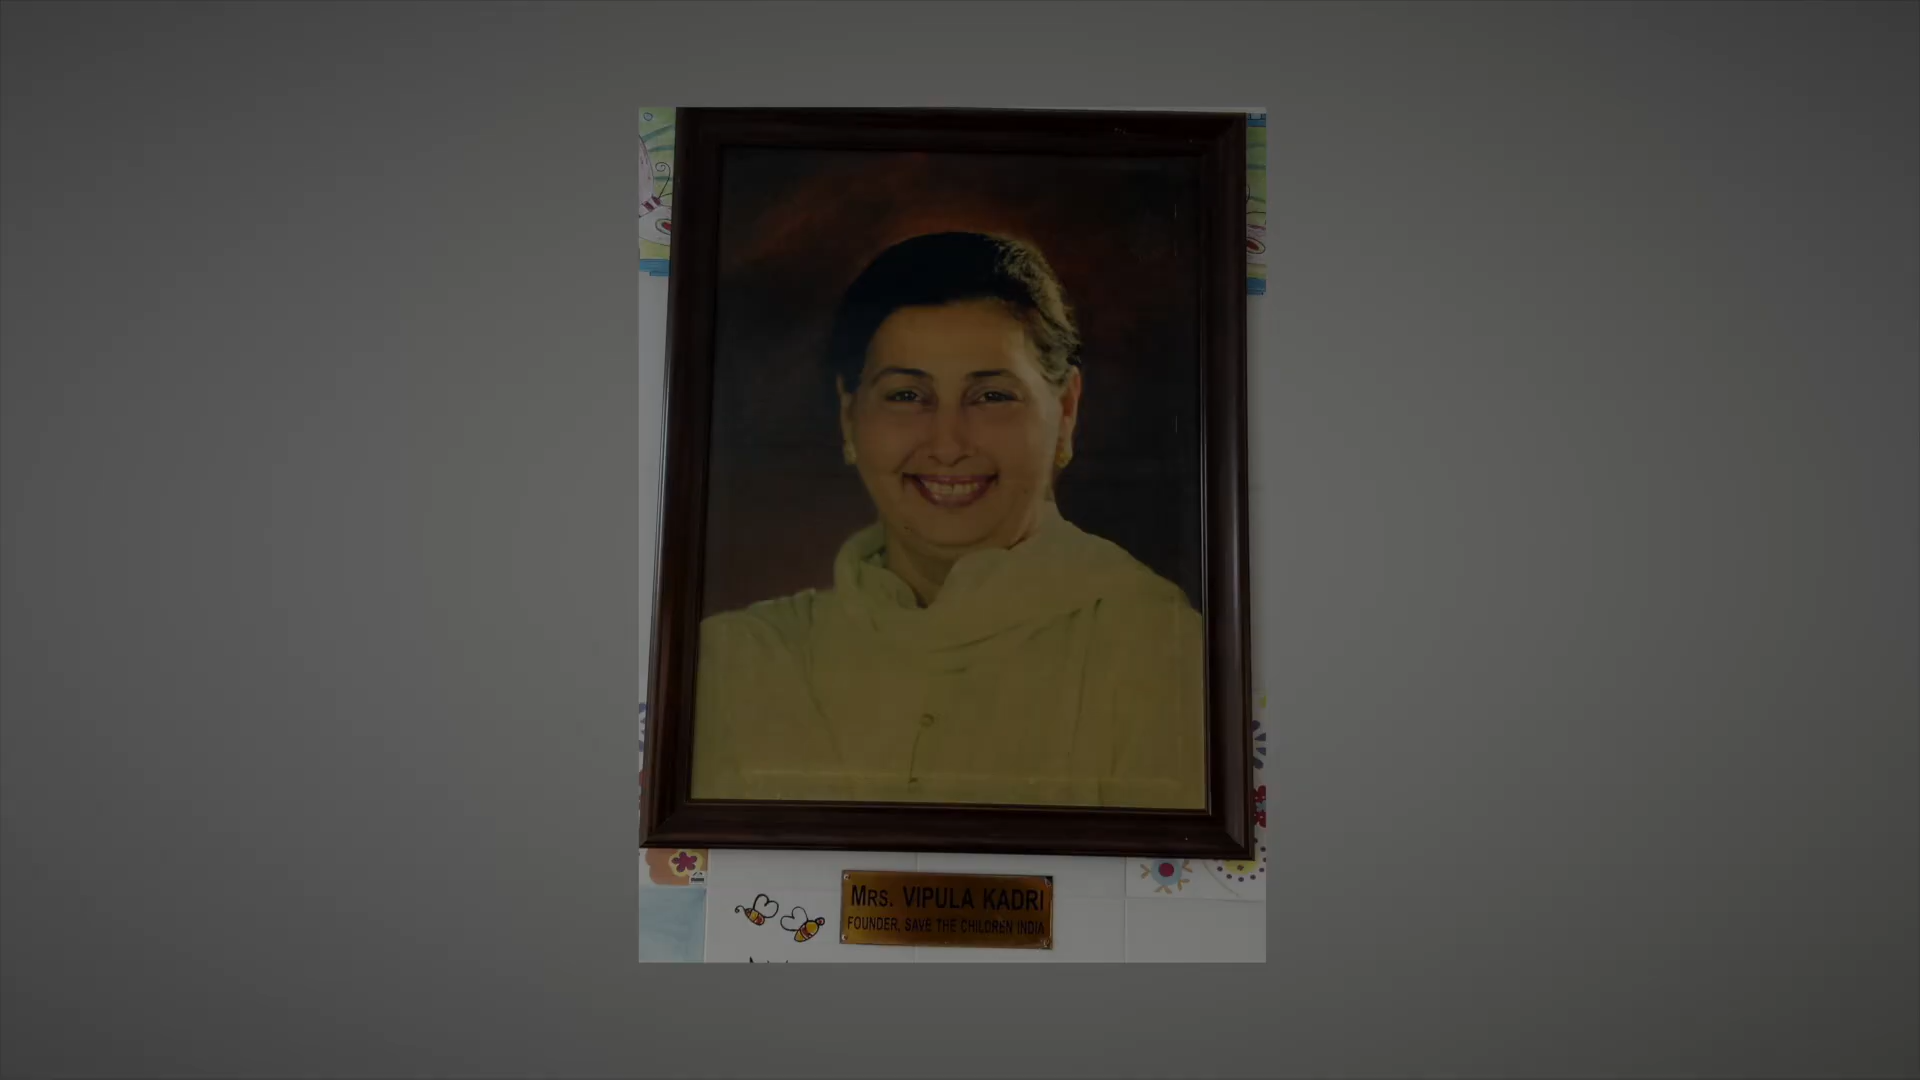 MRS. VIPULA KADRI
FOUNDER, SAVE THE CHILDREN INDIA